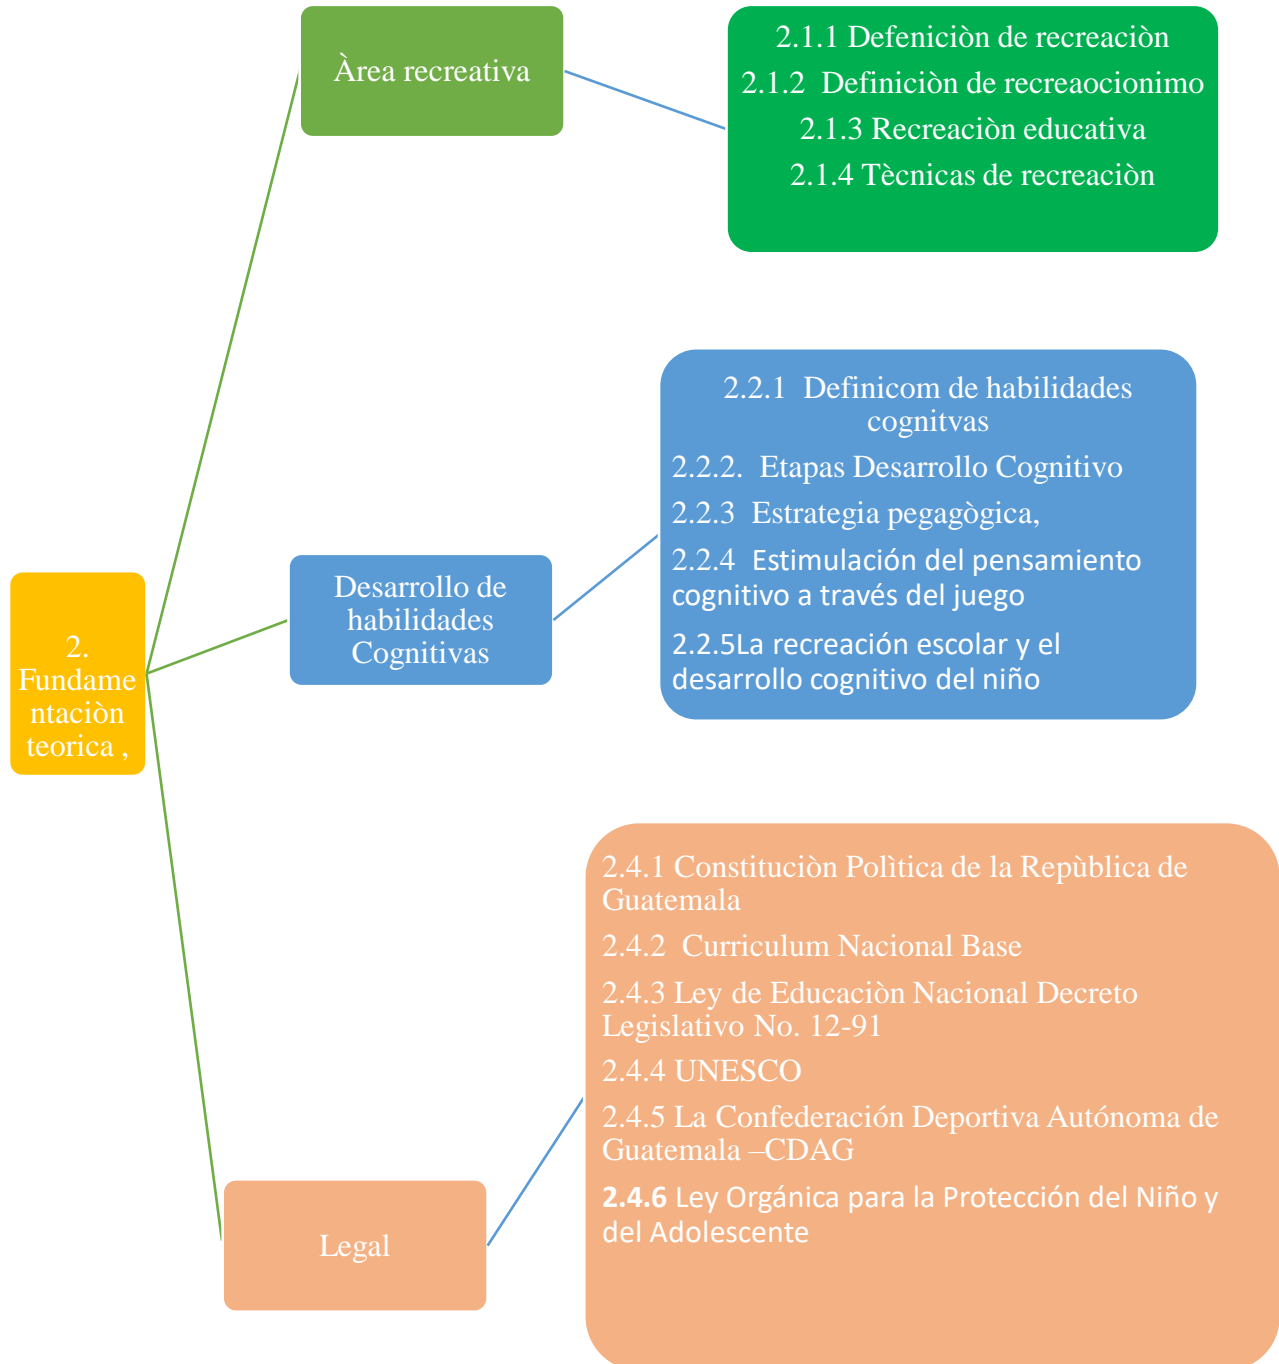 Àrea recreativa
2.1.1 Defeniciòn de recreaciòn
2.1.2 Definiciòn de recreaocionimo
2.1.3 Recreaciòn educativa
2.1.4 Tècnicas de recreaciòn
2.
Fundame
ntaciòn
teorica ,
Desarrollo de
habilidades
Cognitivas
2.2.1 Definicom de habilidades
cognitvas
2.2.2. Etapas Desarrollo Cognitivo
2.2.3 Estrategia pegagògica,
2.2.4 Estimulación del pensamiento
cognitivo a través del juego
2.2.5La recreación escolar y el
desarrollo cognitivo del niño
Legal
2.4.1 Constituciòn Polìtica de la Repùblica de
Guatemala
2.4.2 Curriculum Nacional Base
2.4.3 Ley de Educaciòn Nacional Decreto
Legislativo No. 12-91
2.4.4 UNESCO
2.4.5 La Confederación Deportiva Autónoma de
Guatemala –CDAG
2.4.6 Ley Orgánica para la Protección del Niño y
del Adolescente